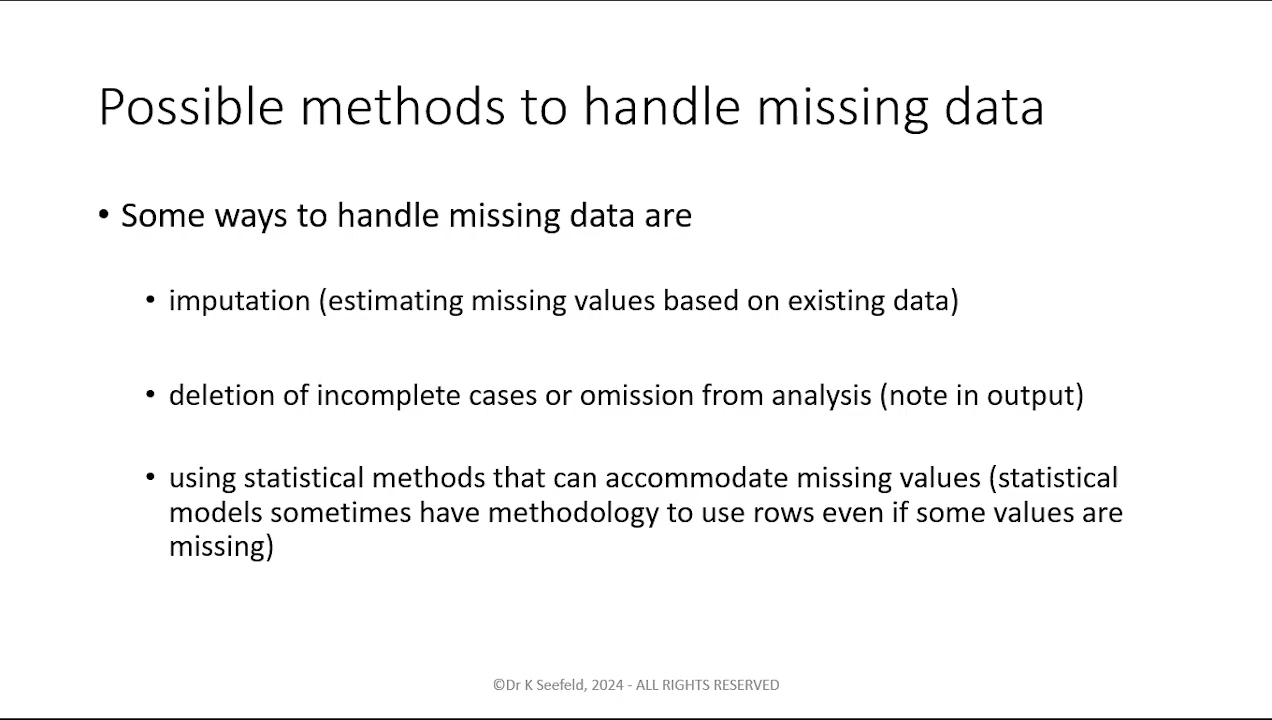 Possible methods to handle missing data
• Some ways to handle missing data are
• imputation (estimating missing values based on existing data)
• deletion of incomplete cases or omission from analysis (note in output)
• using statistical methods that can accommodate missing values (statistical
models sometimes have methodology to use rows even if some values are
missing)
©Dr K Seefeld, 2024 - ALL RIGHTS RESERVED